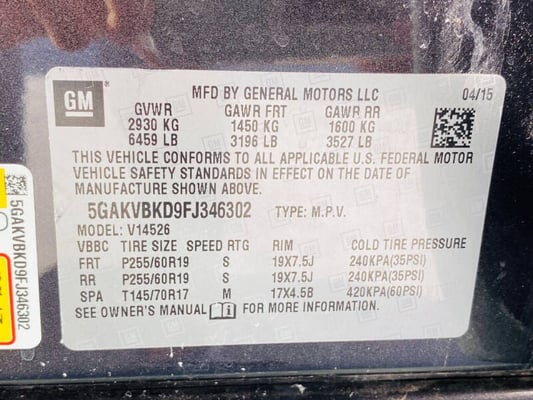 GM
MFD BY GENERAL MOTORS LLC 04/15
GVWR GAWR FRT GAWR RR
2930 KG 1450 KG 1600 KG
6459 LB 3196 LB 3527 LB
THIS VEHICLE CONFORMS TO ALL APPLICABLE U.S. FEDERAL MOTOR
VEHICLE SAFETY STANDARDS IN EFFECT ON THE DATE OF
MANUFACTURE SHOWN ABOVE.
5GAKVBKD9FJ346302 TYPE: M.P.V.
MODEL: V14526
VBBC TIRE SIZE SPEED RTG RIM COLD TIRE PRESSURE
FRT P255/60R19 S 19X7.5J 240KPA(35PSI)
RR P255/60R19 S 19X7.5J 240KPA(35PSI)
SPA T145/70R17 M 17X4.5B 420KPA(60PSI)
SEE OWNER'S MANUAL FOR MORE INFORMATION.
5GAKVBKD9FJ346302